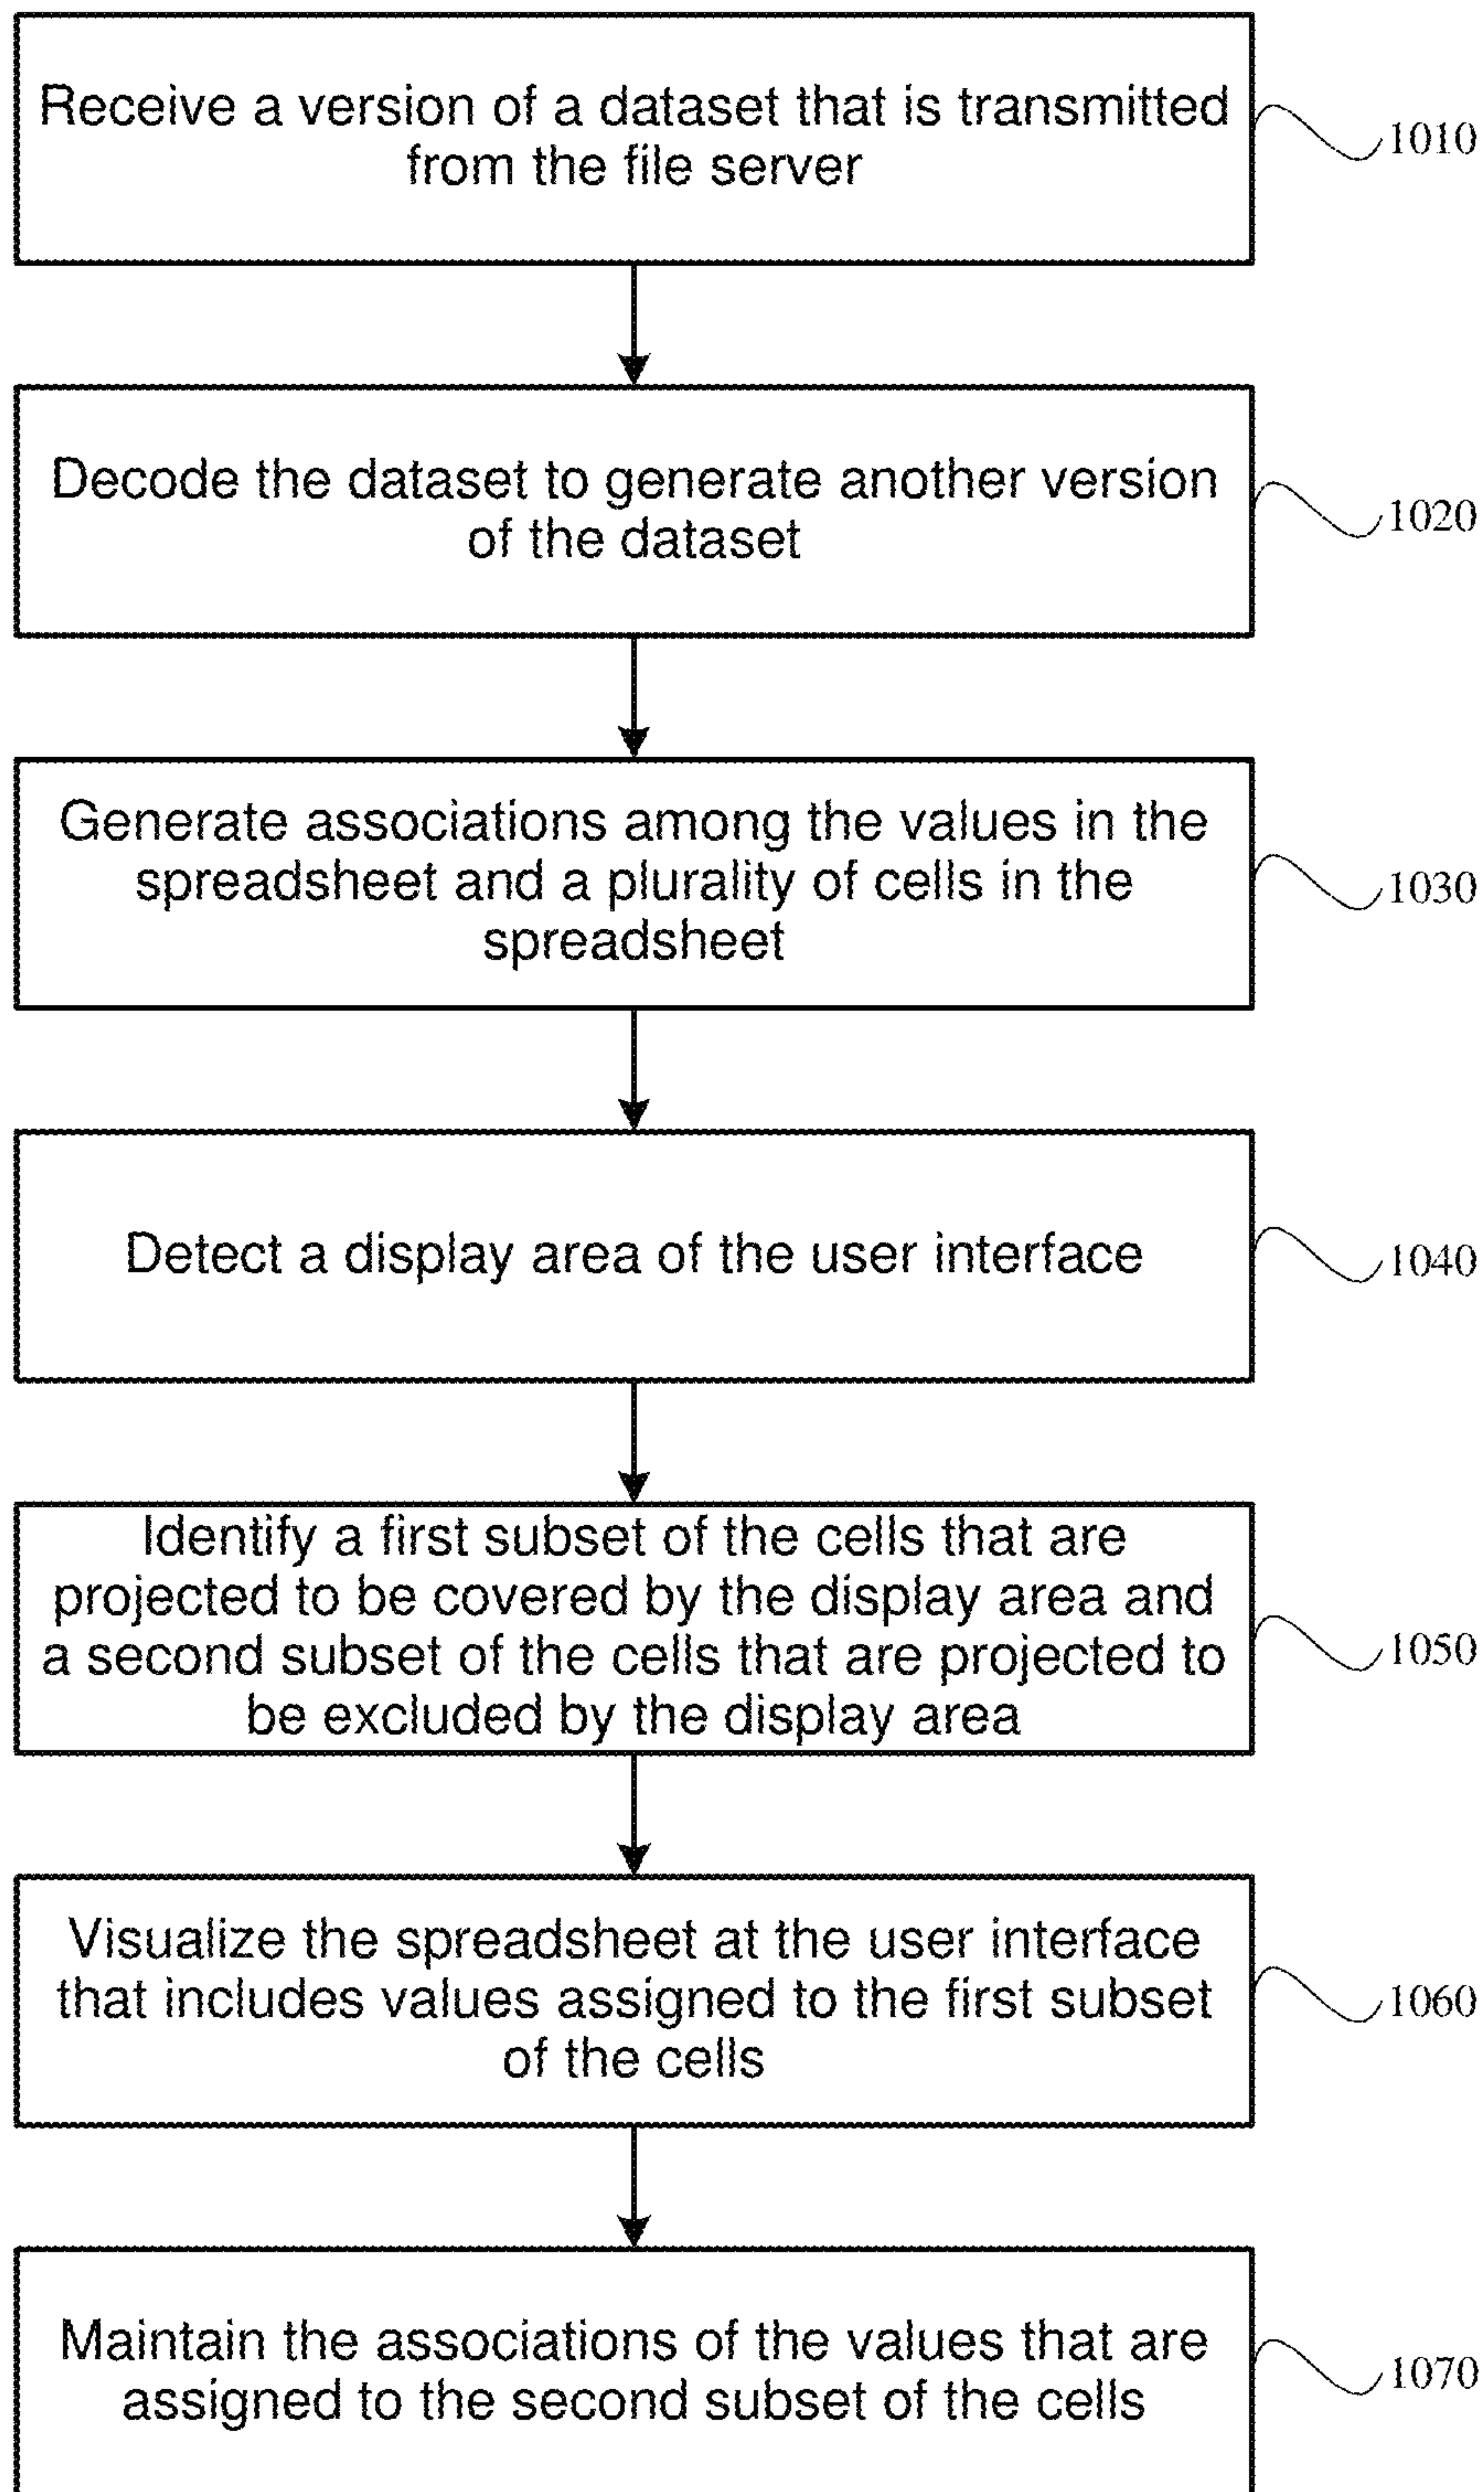 Receive a version of a dataset that is transmitted
from the file server
1010
Decode the dataset to generate another version
of the dataset
1020
Generate associations among the values in the
spreadsheet and a plurality of cells in the
spreadsheet
1030
Detect a display area of the user interface
1040
Identify a first subset of the cells that are
projected to be covered by the display area and
a second subset of the cells that are projected to
be excluded by the display area
1050
Visualize the spreadsheet at the user interface
that includes values assigned to the first subset
of the cells
1060
Maintain the associations of the values that are
assigned to the second subset of the cells
1070